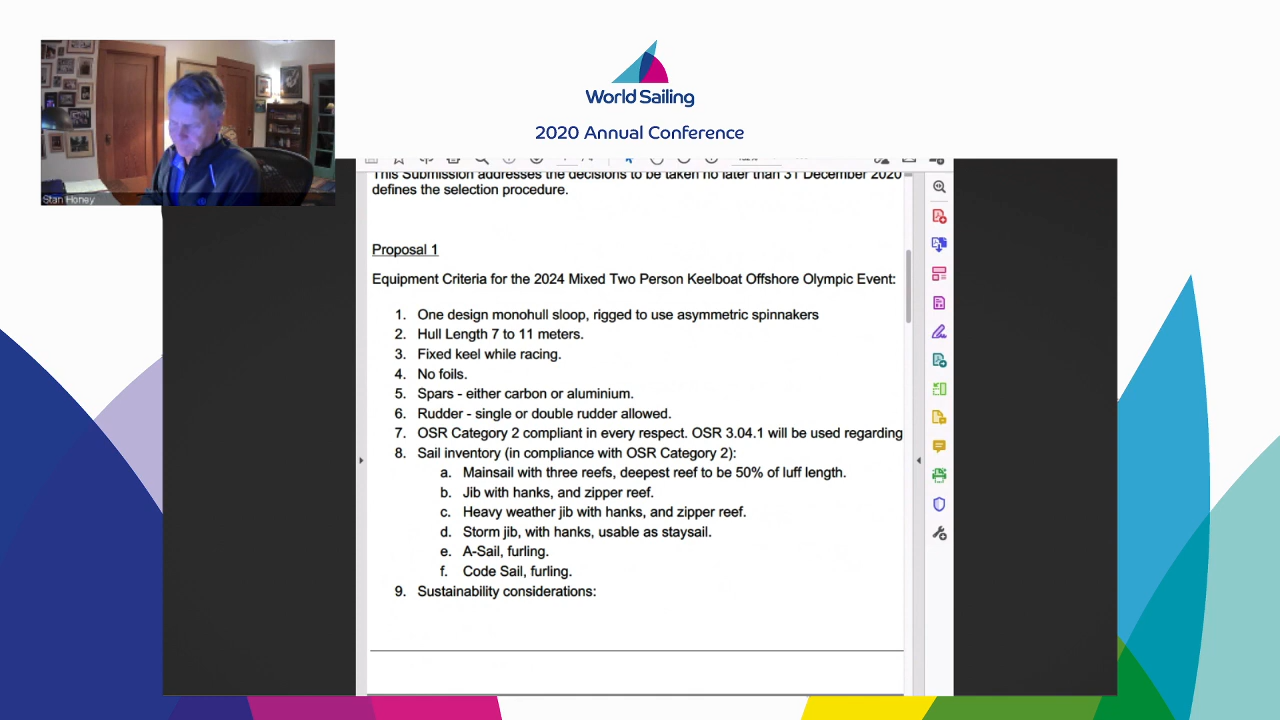 Stan Honey
World Sailing
2020 Annual Conference
This Submission addresses the decisions to be taken no later than 31 December 2020
defines the selection procedure.
Proposal 1
Equipment Criteria for the 2024 Mixed Two Person Keelboat Offshore Olympic Event:
1. One design monohull sloop, rigged to use asymmetric spinnakers
2. Hull Length 7 to 11 meters.
3. Fixed keel while racing.
4. No foils.
5. Spars - either carbon or aluminium.
6. Rudder - single or double rudder allowed.
7. OSR Category 2 compliant in every respect. OSR 3.04.1 will be used regarding
8. Sail inventory (in compliance with OSR Category 2):
a. Mainsail with three reefs, deepest reef to be 50% of luff length.
b. Jib with hanks, and zipper reef.
c. Heavy weather jib with hanks, and zipper reef.
d. Storm jib, with hanks, usable as staysail.
e. A-Sail, furling.
f. Code Sail, furling.
9. Sustainability considerations: